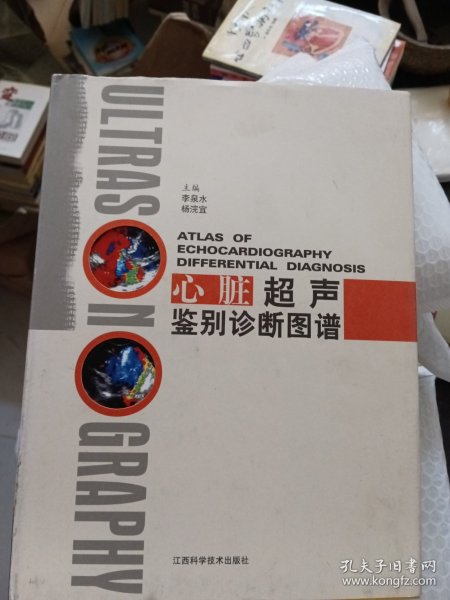 ULTRASONOGRAPHY
主编
李泉水
杨浣宜
ATLAS OF
ECHOCARDIOGRAPHY
DIFFERENTIAL DIAGNOSIS
心脏超声
鉴别诊断图谱
江西科学技术出版社
孔夫子旧书网
www.kongfz.com